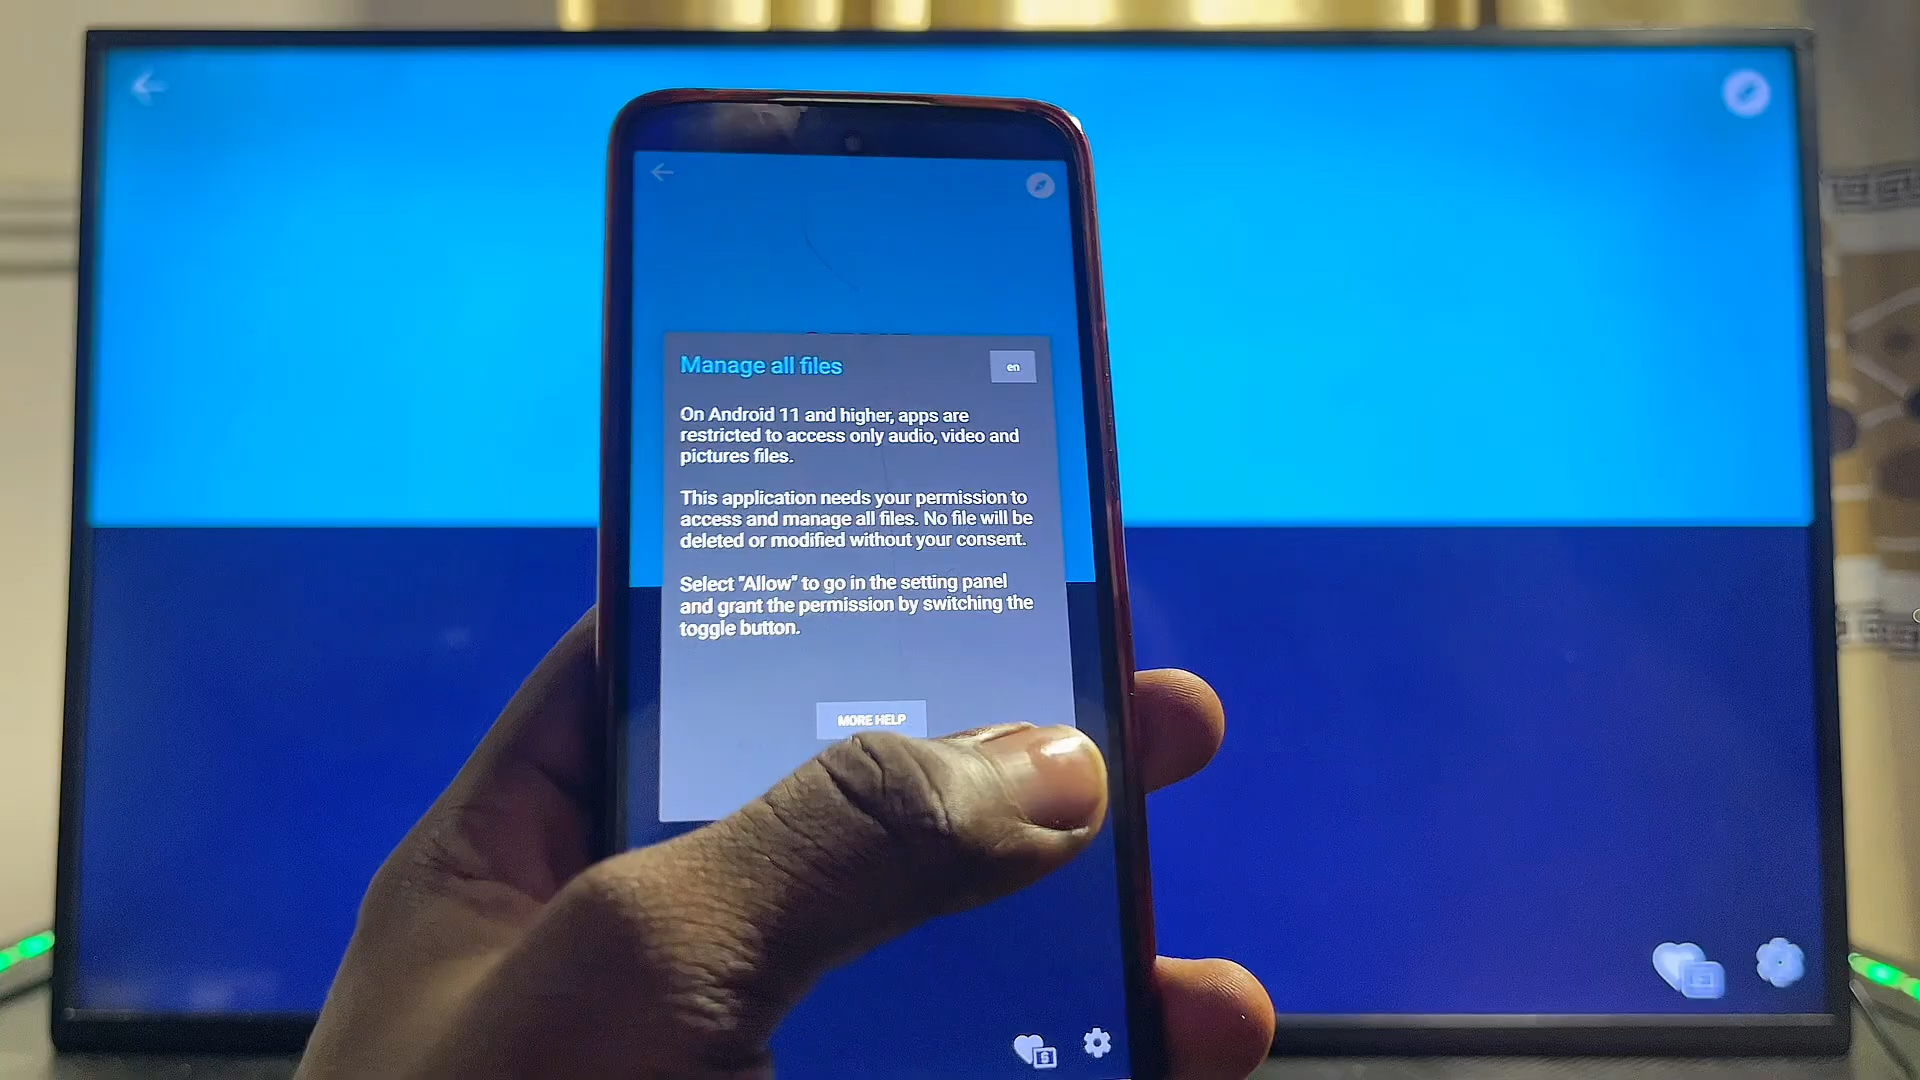 Manage all files
en
On Android 11 and higher, apps are
restricted to access only audio, video and
pictures files.
This application needs your permission to
access and manage all files. No file will be
deleted or modified without your consent.
Select "Allow" to go in the setting panel
and grant the permission by switching the
toggle button.
MORE HELP